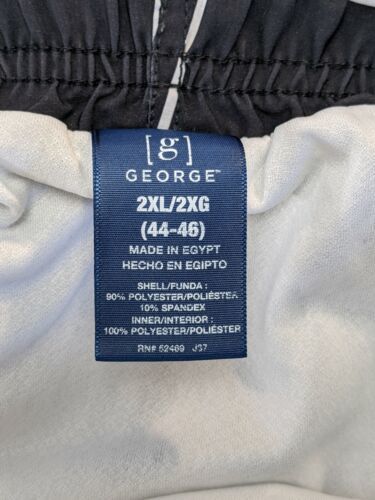 [g]
GEORGE™
2XL/2XG
(44-46)
MADE IN EGYPT
HECHO EN EGIPTO
SHELL/FUNDA :
90% POLYESTER/POLIÉSTER
10% SPANDEX
INNER/INTERIOR :
100% POLYESTER/POLIÉSTER
RN# 52469 J37